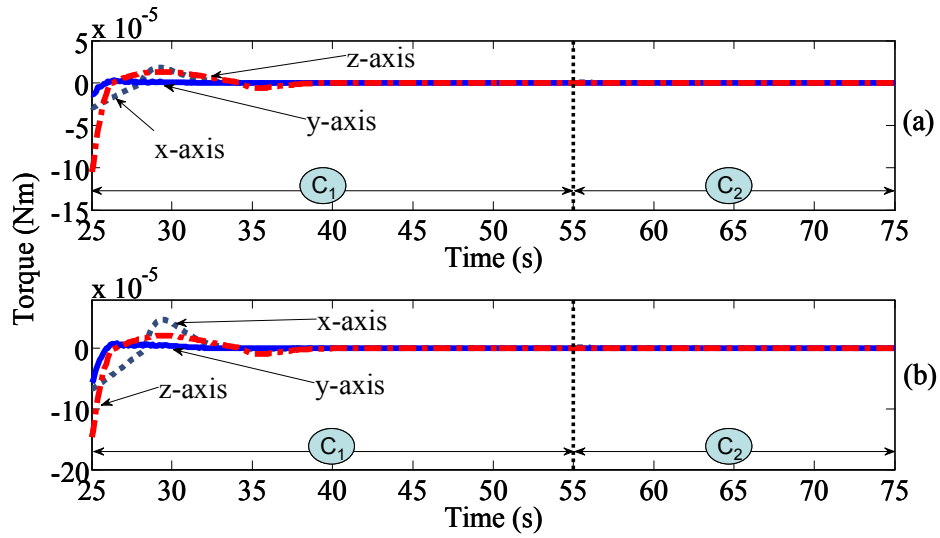 x 10⁻⁵
5
0
-5
-10
-15
z-axis
y-axis
x-axis
C₁
C₂
(a)
25 30 35 40 45 50 55 60 65 70 75
Time (s)
Torque (Nm)
x 10⁻⁵
0
-10
-20
x-axis
z-axis
y-axis
C₁
C₂
(b)
25 30 35 40 45 50 55 60 65 70 75
Time (s)